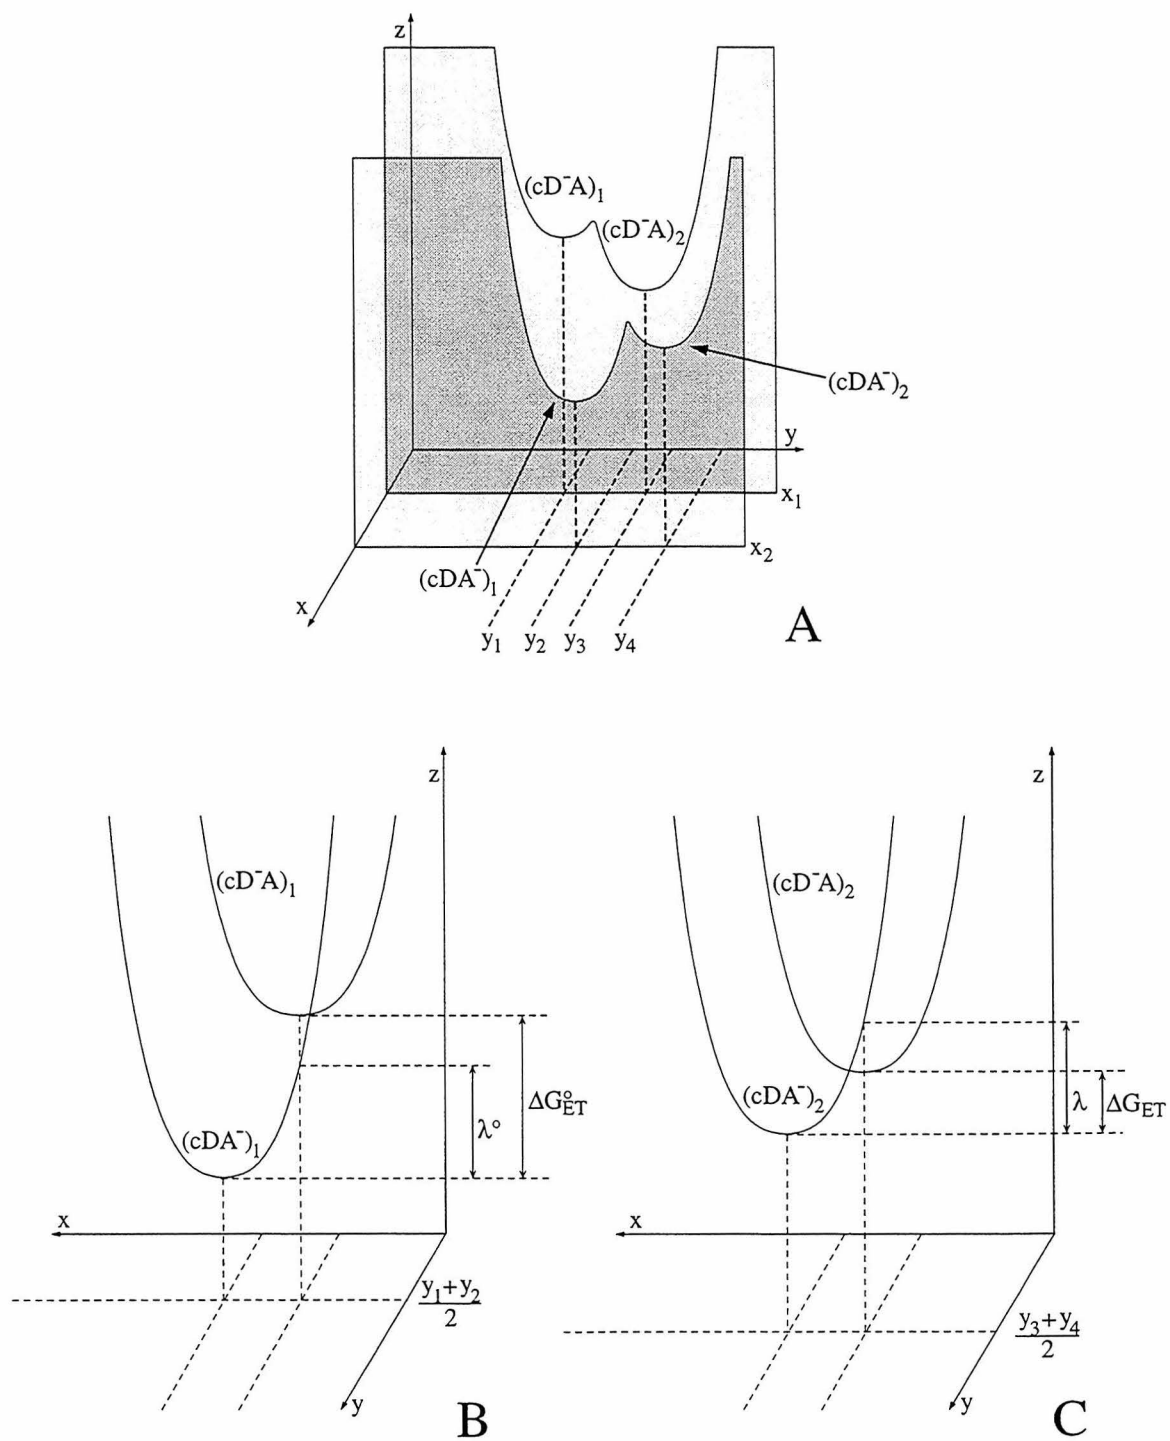 z
(cD⁻A)₁
(cD⁻A)₂
(cDA⁻)₂
y
x₁
x₂
(cDA⁻)₁
x
y₁ y₂ y₃ y₄
A
z
(cD⁻A)₁
ΔG°ET
λ°
(cDA⁻)₁
x
y₁+y₂
2
y
B
z
(cD⁻A)₂
(cDA⁻)₂
λ
ΔGET
x
y₃+y₄
2
y
C